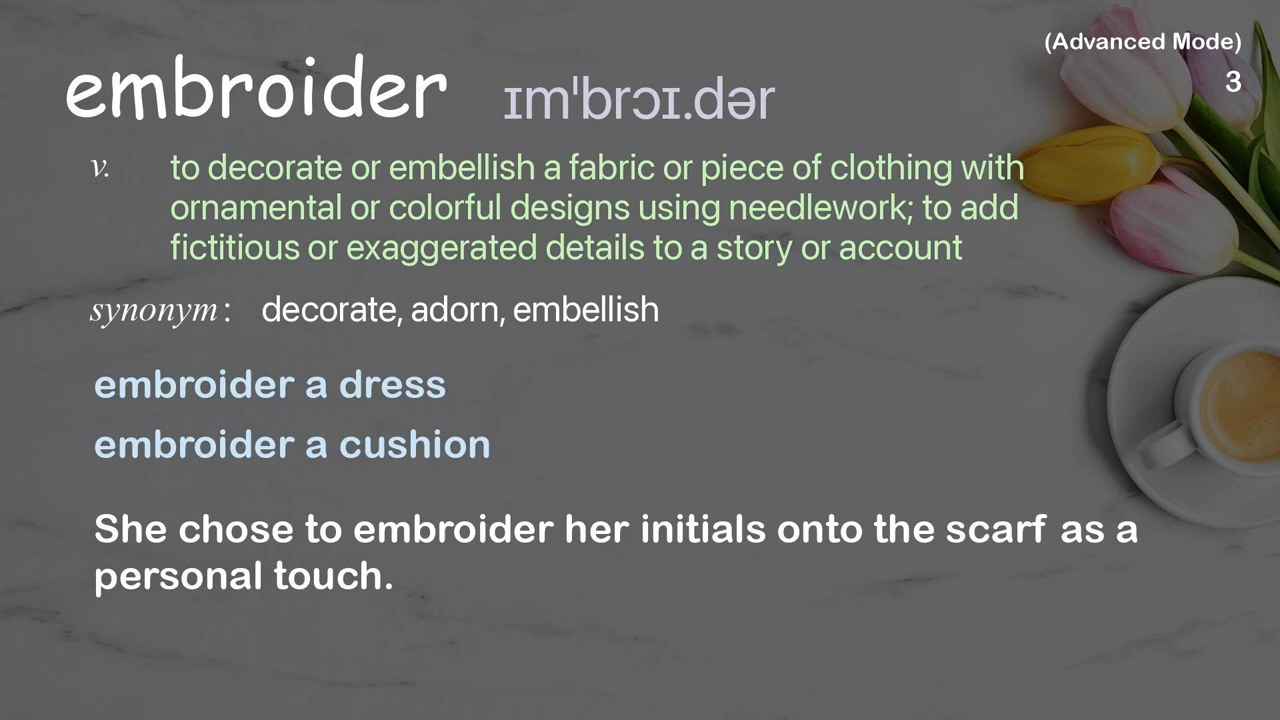 (Advanced Mode)
3
embroider ɪmˈbrɔɪ.dər
v. to decorate or embellish a fabric or piece of clothing with
ornamental or colorful designs using needlework; to add
fictitious or exaggerated details to a story or account
synonym: decorate, adorn, embellish
embroider a dress
embroider a cushion
She chose to embroider her initials onto the scarf as a
personal touch.